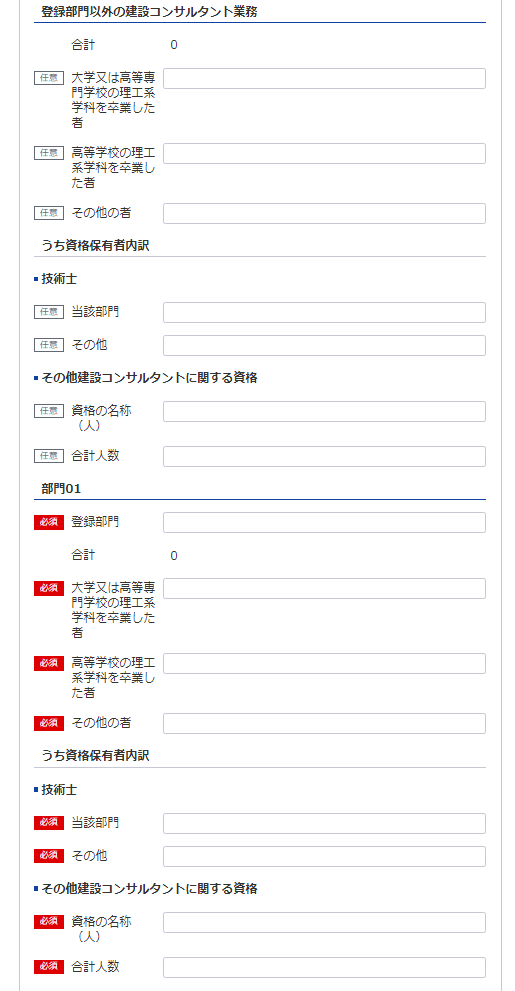 登録部門以外の建設コンサルタント業務
合計 0
任意 大学又は高等専
門学校の理工系
学科を卒業した
者
任意 高等学校の理工
系学科を卒業し
た者
任意 その他の者
うち資格保有者内訳
技術士
任意 当該部門
任意 その他
その他建設コンサルタントに関する資格
任意 資格の名称
（人）
任意 合計人数
部門01
必須 登録部門
合計 0
必須 大学又は高等専
門学校の理工系
学科を卒業した
者
必須 高等学校の理工
系学科を卒業し
た者
必須 その他の者
うち資格保有者内訳
技術士
必須 当該部門
必須 その他
その他建設コンサルタントに関する資格
必須 資格の名称
（人）
必須 合計人数